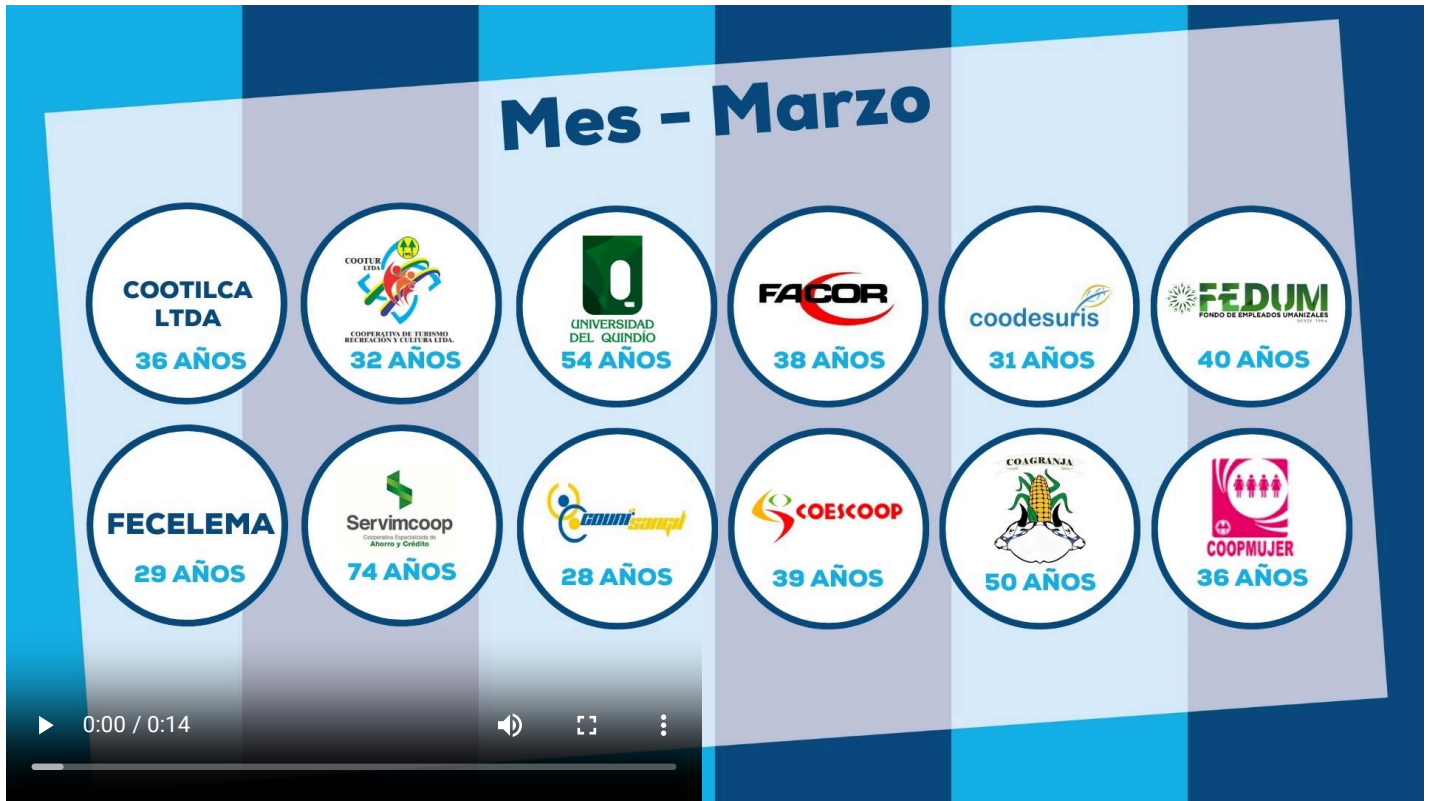 Mes - Marzo
COOTILCA
LTDA
36 AÑOS
COOTUR
LTDA
COOPERATIVA DE TURISMO
RECREACIÓN Y CULTURA LTDA.
32 AÑOS
UNIVERSIDAD
DEL QUINDÍO
54 AÑOS
FACOR
38 AÑOS
coodesuris
31 AÑOS
FEDUM
FONDO DE EMPLEADOS UMANIZALES
DESDE 1984
40 AÑOS
FECELEMA
29 AÑOS
Servimcoop
Cooperativa Especializada de
Ahorro y Crédito
74 AÑOS
counisangil
28 AÑOS
COESCOOP
39 AÑOS
COAGRANJA
50 AÑOS
COOPMUJER
36 AÑOS
0:00 / 0:14